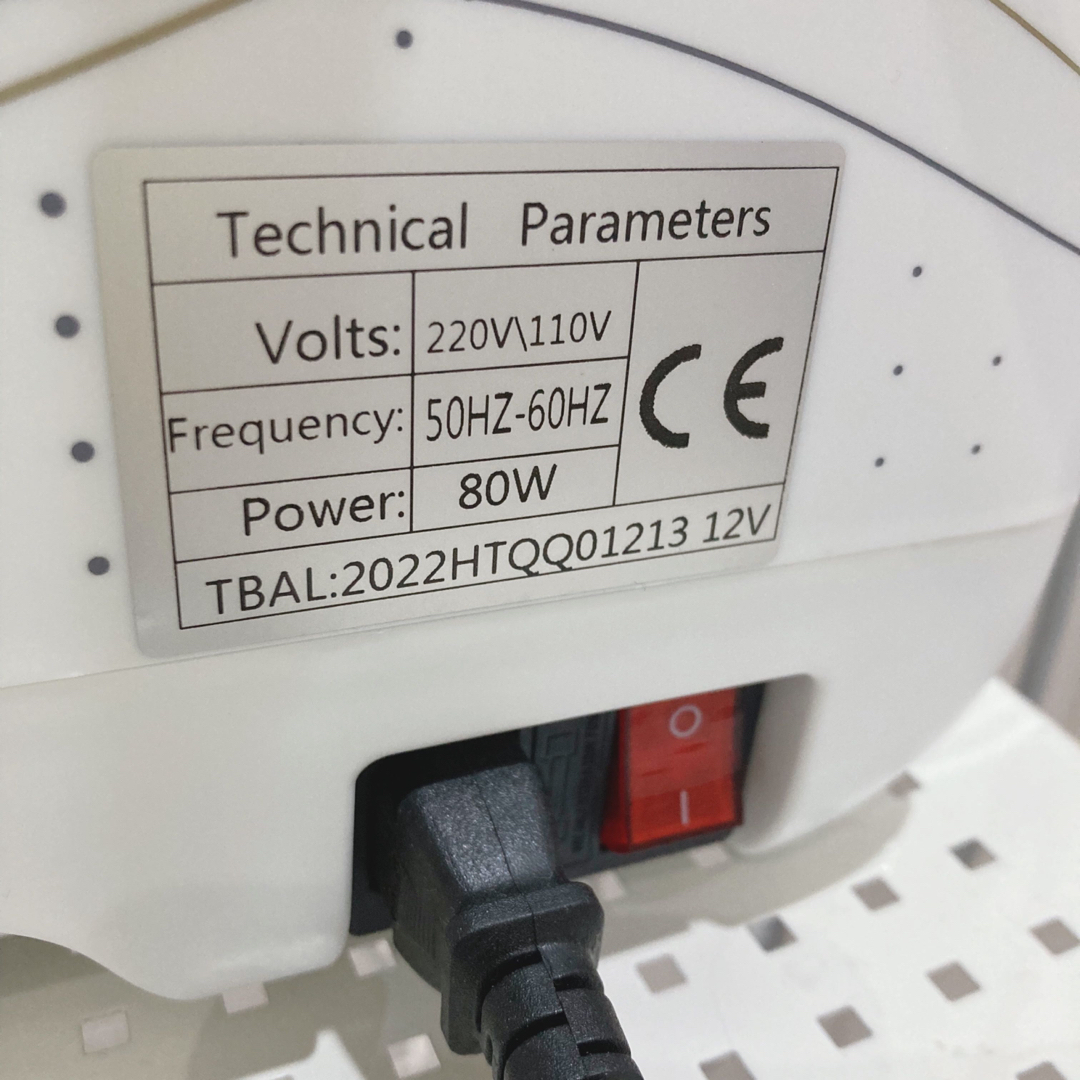 Technical Parameters
Volts: 220V\110V
Frequency: 50HZ-60HZ
Power: 80W
CE
TBAL:2022HTQQ01213 12V
O
I